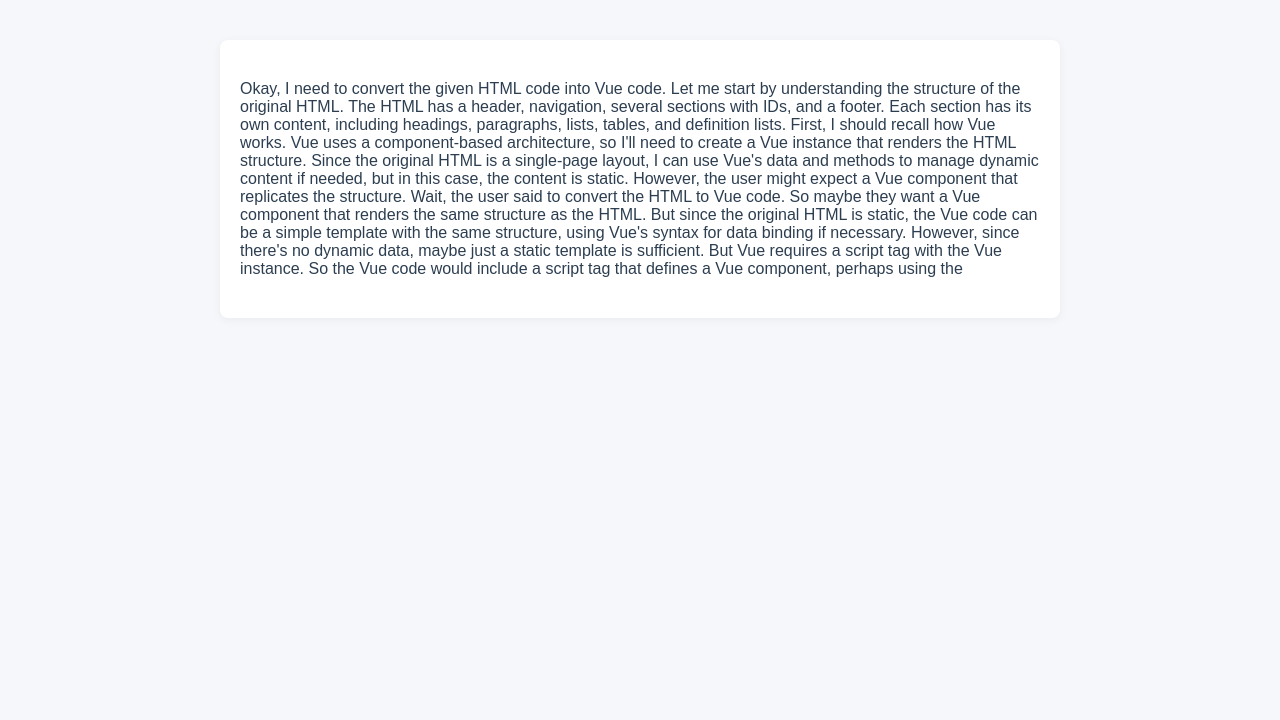 Okay, I need to convert the given HTML code into Vue code. Let me start by understanding the structure of the
original HTML. The HTML has a header, navigation, several sections with IDs, and a footer. Each section has its
own content, including headings, paragraphs, lists, tables, and definition lists. First, I should recall how Vue
works. Vue uses a component-based architecture, so I'll need to create a Vue instance that renders the HTML
structure. Since the original HTML is a single-page layout, I can use Vue's data and methods to manage dynamic
content if needed, but in this case, the content is static. However, the user might expect a Vue component that
replicates the structure. Wait, the user said to convert the HTML to Vue code. So maybe they want a Vue
component that renders the same structure as the HTML. But since the original HTML is static, the Vue code can
be a simple template with the same structure, using Vue's syntax for data binding if necessary. However, since
there's no dynamic data, maybe just a static template is sufficient. But Vue requires a script tag with the Vue
instance. So the Vue code would include a script tag that defines a Vue component, perhaps using the